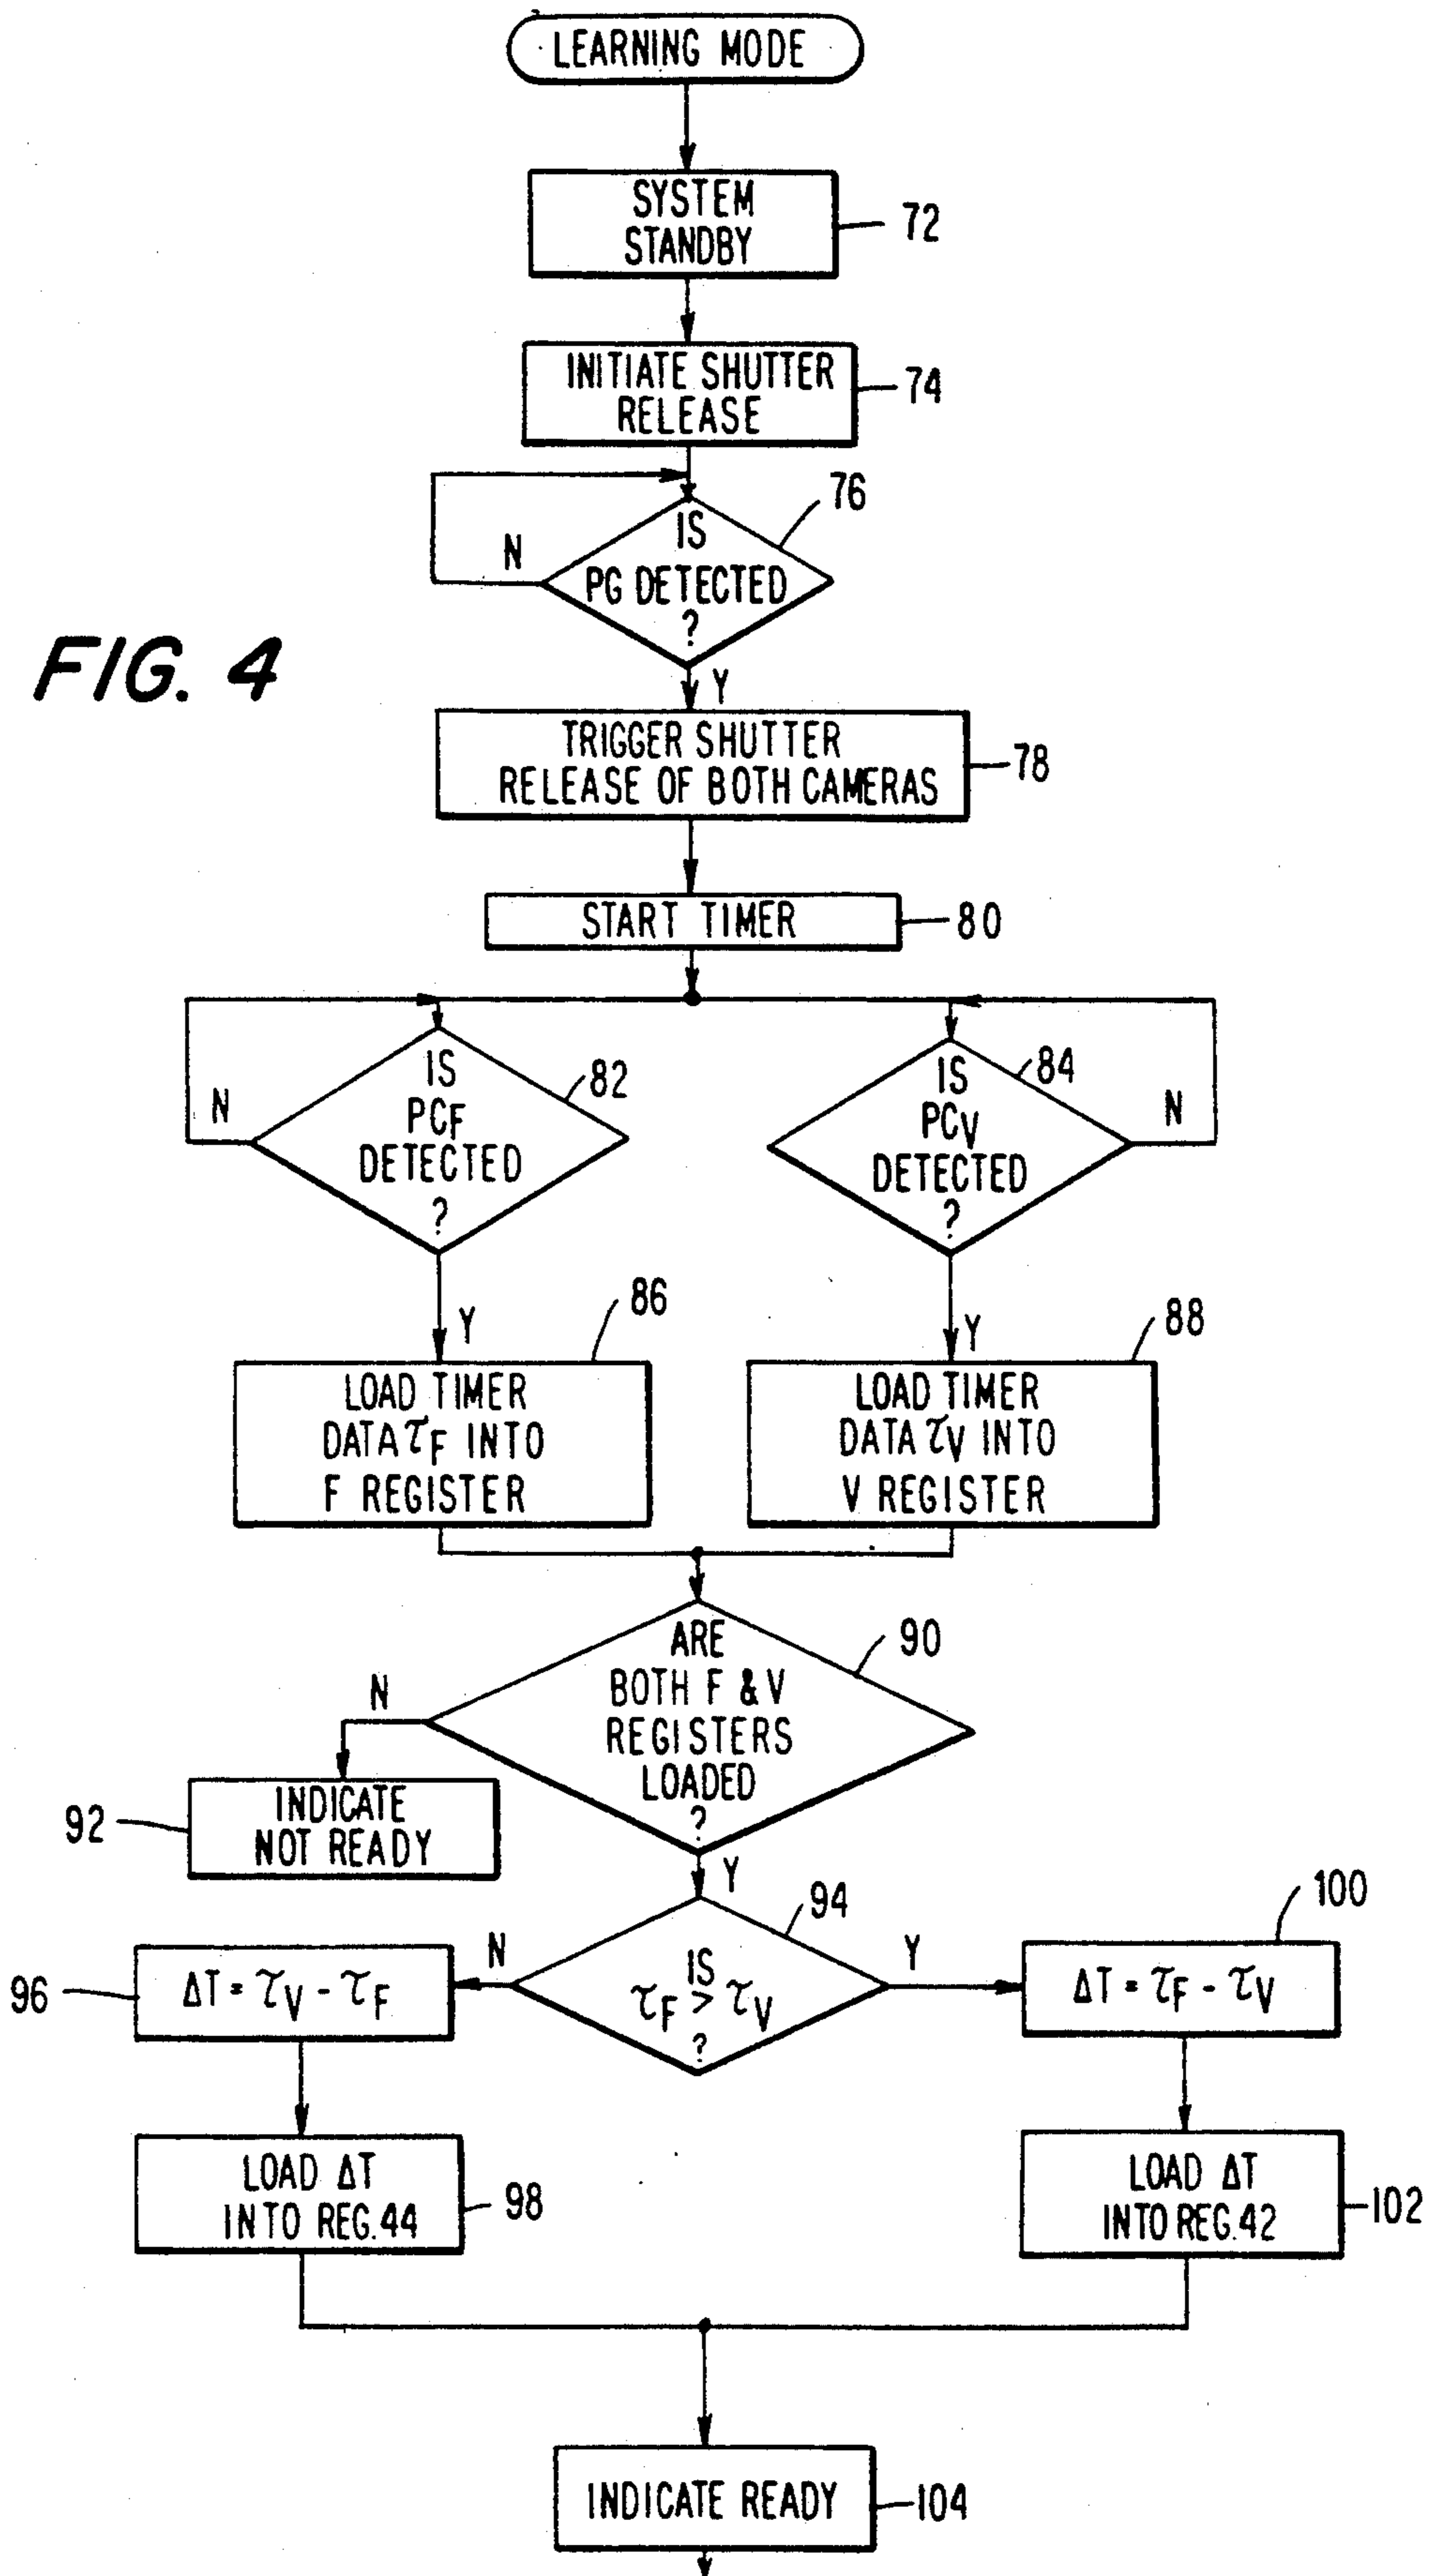 LEARNING MODE
SYSTEM
STANDBY
72
INITIATE SHUTTER
RELEASE
74
76
IS
PG DETECTED
?
N
Y
FIG. 4
TRIGGER SHUTTER
RELEASE OF BOTH CAMERAS
78
START TIMER
80
IS
PCF
DETECTED
?
82
N
Y
IS
PCV
DETECTED
?
84
N
Y
86
LOAD TIMER
DATA τF INTO
F REGISTER
88
LOAD TIMER
DATA τV INTO
V REGISTER
ARE
BOTH F & V
REGISTERS
LOADED
?
90
N
Y
92
INDICATE
NOT READY
94
IS
τF > τV
?
N
Y
96
ΔT = τV - τF
100
ΔT = τF - τV
LOAD ΔT
INTO REG.44
98
LOAD ΔT
INTO REG.42
102
INDICATE READY
104